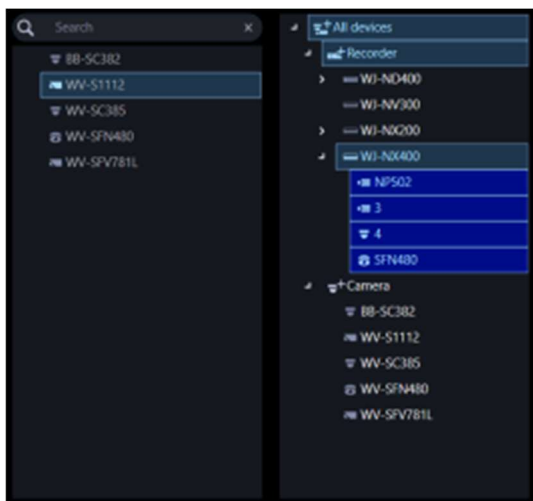 Search
BB-SC382
WV-S1112
WV-SC385
WV-SFN480
WV-SFV781L
All devices
Recorder
WJ-ND400
WJ-NV300
WJ-NX200
WJ-NX400
NP502
3
4
SFN480
Camera
BB-SC382
WV-S1112
WV-SC385
WV-SFN480
WV-SFV781L